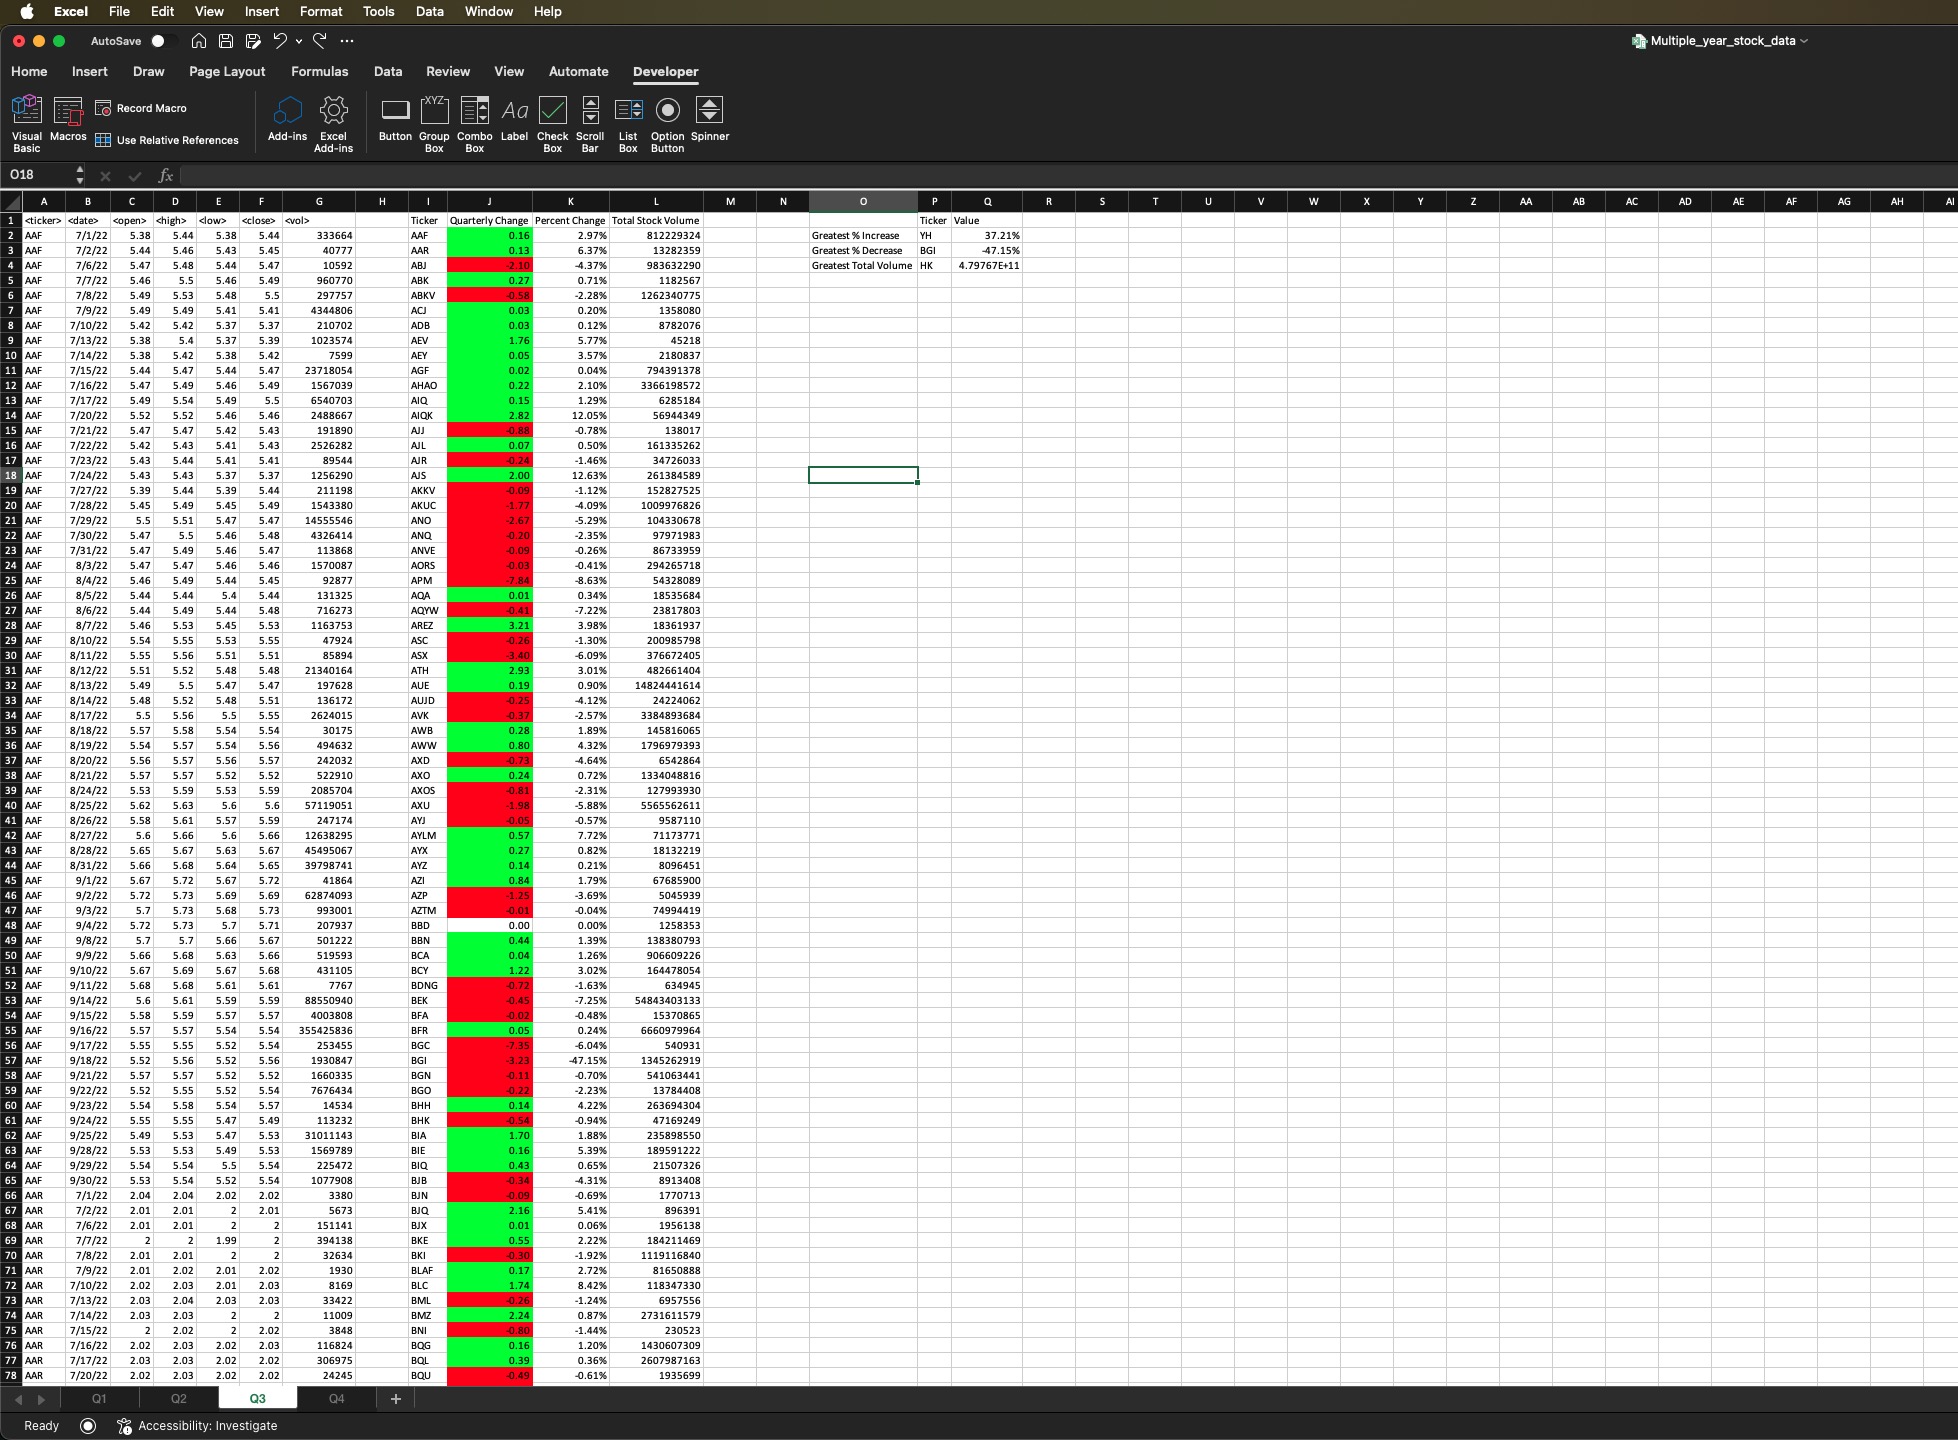 Excel File Edit View Insert Format Tools Data Window Help
AutoSave Multiple_year_stock_data
Home Insert Draw Page Layout Formulas Data Review View Automate Developer
Visual Basic Macros Record Macro Use Relative References Add-ins Excel Add-ins Button Group Box Combo Box Label Check Box Scroll Bar List Box Option Button Spinner
O18 fx
A B C D E F G H I J K L M N O P Q R S T U V W X Y Z AA AB AC AD AE AF AG AH AI
1 <ticker> <date> <open> <high> <low> <close> <vol> Ticker Quarterly Change Percent Change Total Stock Volume Ticker Value
2 AAF 7/1/22 5.38 5.44 5.38 5.44 333664 AAF 0.16 2.97% 812229324 Greatest % Increase YH 37.21%
3 AAF 7/2/22 5.44 5.46 5.43 5.45 40777 AAR 0.13 6.37% 13282359 Greatest % Decrease BGI -47.15%
4 AAF 7/6/22 5.47 5.48 5.44 5.47 10592 ABJ -2.10 -4.37% 983632290 Greatest Total Volume HK 4.79767E+11
5 AAF 7/7/22 5.46 5.5 5.46 5.49 960770 ABK 0.27 0.71% 1182567
6 AAF 7/8/22 5.49 5.53 5.48 5.5 297757 ABKV -0.58 -2.28% 1262340775
7 AAF 7/9/22 5.49 5.49 5.41 5.41 4344806 ACJ 0.03 0.20% 1358080
8 AAF 7/10/22 5.42 5.42 5.37 5.37 210702 ADB 0.03 0.12% 8782076
9 AAF 7/13/22 5.38 5.4 5.37 5.39 1023574 AEV 1.76 5.77% 45218
10 AAF 7/14/22 5.38 5.42 5.38 5.42 7599 AEY 0.05 3.57% 2180837
11 AAF 7/15/22 5.44 5.47 5.44 5.47 23718054 AGF 0.02 0.04% 794391378
12 AAF 7/16/22 5.47 5.49 5.46 5.49 1567039 AHAO 0.22 2.10% 3366198572
13 AAF 7/17/22 5.49 5.54 5.49 5.5 6540703 AIQ 0.15 1.29% 6285184
14 AAF 7/20/22 5.52 5.52 5.46 5.46 2488667 AIQK 2.82 12.05% 56944349
15 AAF 7/21/22 5.47 5.47 5.42 5.43 191890 AJJ -0.88 -0.78% 138017
16 AAF 7/22/22 5.42 5.43 5.41 5.43 2526282 AJL 0.07 0.50% 161335262
17 AAF 7/23/22 5.43 5.44 5.41 5.41 89544 AJR -0.24 -1.46% 34726033
18 AAF 7/24/22 5.43 5.43 5.37 5.37 1256290 AJS 2.00 12.63% 261384589
19 AAF 7/27/22 5.39 5.44 5.39 5.44 211198 AKKV -0.09 -1.12% 152827525
20 AAF 7/28/22 5.45 5.49 5.45 5.49 1543380 AKUC -1.77 -4.09% 1009976826
21 AAF 7/29/22 5.5 5.51 5.47 5.47 14555546 ANO -2.67 -5.29% 104330678
22 AAF 7/30/22 5.47 5.5 5.46 5.48 4326414 ANQ -0.20 -2.35% 97971983
23 AAF 7/31/22 5.47 5.49 5.46 5.47 113868 ANVE -0.09 -0.26% 86733959
24 AAF 8/3/22 5.47 5.47 5.46 5.46 1570087 AORS -0.03 -0.41% 294265718
25 AAF 8/4/22 5.46 5.49 5.44 5.45 92877 APM -7.84 -8.63% 54328089
26 AAF 8/5/22 5.44 5.44 5.4 5.44 131325 AQA 0.01 0.34% 18535684
27 AAF 8/6/22 5.44 5.49 5.44 5.48 716273 AQYW -0.41 -7.22% 23817803
28 AAF 8/7/22 5.46 5.53 5.45 5.53 1163753 AREZ 3.21 3.98% 18361937
29 AAF 8/10/22 5.54 5.55 5.53 5.55 47924 ASC -0.26 -1.30% 200985798
30 AAF 8/11/22 5.55 5.56 5.51 5.51 85894 ASX -3.40 -6.09% 376672405
31 AAF 8/12/22 5.51 5.52 5.48 5.48 21340164 ATH 2.93 3.01% 482661404
32 AAF 8/13/22 5.49 5.5 5.47 5.47 197628 AUE 0.19 0.90% 14824441614
33 AAF 8/14/22 5.48 5.52 5.48 5.51 136172 AUJD -0.25 -4.12% 24224062
34 AAF 8/17/22 5.5 5.56 5.5 5.55 2624015 AVK -0.37 -2.57% 3384893684
35 AAF 8/18/22 5.57 5.58 5.54 5.54 30175 AWB 0.28 1.89% 145816065
36 AAF 8/19/22 5.54 5.57 5.54 5.56 494632 AWW 0.80 4.32% 1796979393
37 AAF 8/20/22 5.56 5.57 5.56 5.57 242032 AXD -0.73 -4.64% 6542864
38 AAF 8/21/22 5.57 5.57 5.52 5.52 522910 AXO 0.24 0.72% 1334048816
39 AAF 8/24/22 5.53 5.59 5.53 5.59 2085704 AXOS -0.81 -2.31% 127993930
40 AAF 8/25/22 5.62 5.63 5.6 5.6 57119051 AXU -1.98 -5.88% 5565562611
41 AAF 8/26/22 5.58 5.61 5.57 5.59 247174 AYJ -0.05 -0.57% 9587110
42 AAF 8/27/22 5.6 5.66 5.6 5.66 12638295 AYLM 0.57 7.72% 71173771
43 AAF 8/28/22 5.65 5.67 5.63 5.67 45495067 AYX 0.27 0.82% 18132219
44 AAF 8/31/22 5.66 5.68 5.64 5.65 39798741 AYZ 0.14 0.21% 8096451
45 AAF 9/1/22 5.67 5.72 5.67 5.72 41864 AZI 0.84 1.79% 67685900
46 AAF 9/2/22 5.72 5.73 5.69 5.69 62874093 AZP -1.25 -3.69% 5045939
47 AAF 9/3/22 5.7 5.73 5.68 5.73 993001 AZTM -0.01 -0.04% 74994419
48 AAF 9/4/22 5.72 5.73 5.7 5.71 207937 BBD 0.00 0.00% 1258353
49 AAF 9/8/22 5.7 5.7 5.66 5.67 501222 BBN 0.44 1.39% 138380793
50 AAF 9/9/22 5.66 5.68 5.63 5.66 519593 BCA 0.04 1.26% 906609226
51 AAF 9/10/22 5.67 5.69 5.67 5.68 431105 BCY 1.22 3.02% 164478054
52 AAF 9/11/22 5.68 5.68 5.61 5.61 7767 BDNG -0.72 -1.63% 634945
53 AAF 9/14/22 5.6 5.61 5.59 5.59 88550940 BEK -0.45 -7.25% 54843403133
54 AAF 9/15/22 5.58 5.59 5.57 5.57 4003808 BFA -0.02 -0.48% 15370865
55 AAF 9/16/22 5.57 5.57 5.54 5.54 355425836 BFR 0.05 0.24% 6660979964
56 AAF 9/17/22 5.55 5.55 5.52 5.54 253455 BGC -7.35 -6.04% 540931
57 AAF 9/18/22 5.52 5.56 5.52 5.56 1930847 BGI -3.23 -47.15% 1345262919
58 AAF 9/21/22 5.57 5.57 5.52 5.52 1660335 BGN -0.11 -0.70% 541063441
59 AAF 9/22/22 5.52 5.55 5.52 5.54 7676434 BGO -0.22 -2.23% 13784408
60 AAF 9/23/22 5.54 5.58 5.54 5.57 14534 BHH 0.14 4.22% 263694304
61 AAF 9/24/22 5.55 5.55 5.47 5.49 113232 BHK -0.54 -0.94% 47169249
62 AAF 9/25/22 5.49 5.53 5.47 5.53 31011143 BIA 1.70 1.88% 235898550
63 AAF 9/28/22 5.53 5.53 5.49 5.53 1569789 BIE 0.16 5.39% 189591222
64 AAF 9/29/22 5.54 5.54 5.5 5.54 225472 BIQ 0.43 0.65% 21507326
65 AAF 9/30/22 5.53 5.54 5.52 5.54 1077908 BJB -0.34 -4.31% 8913408
66 AAR 7/1/22 2.04 2.04 2.02 2.02 3380 BJN -0.09 -0.69% 1770713
67 AAR 7/2/22 2.01 2.01 2 2.01 5673 BJQ 2.16 5.41% 896391
68 AAR 7/6/22 2.01 2.01 2 2 151141 BJX 0.01 0.06% 1956138
69 AAR 7/7/22 2 2 1.99 2 394138 BKE 0.55 2.22% 184211469
70 AAR 7/8/22 2.01 2.01 2 2 32634 BKI -0.30 -1.92% 1119116840
71 AAR 7/9/22 2.01 2.02 2.01 2.02 1930 BLAF 0.17 2.72% 81650888
72 AAR 7/10/22 2.02 2.03 2.01 2.03 8169 BLC 1.74 8.42% 118347330
73 AAR 7/13/22 2.03 2.04 2.03 2.03 33422 BML -0.26 -1.24% 6957556
74 AAR 7/14/22 2.03 2.03 2 2 11009 BMZ 2.24 0.87% 2731611579
75 AAR 7/15/22 2 2.02 2 2.02 3848 BNI -0.80 -1.44% 230523
76 AAR 7/16/22 2.02 2.03 2.02 2.03 116824 BQG 0.16 1.20% 1430607309
77 AAR 7/17/22 2.03 2.03 2.02 2.02 306975 BQL 0.39 0.36% 2607987163
78 AAR 7/20/22 2.02 2.03 2.02 2.02 24245 BQU -0.49 -0.61% 1935699
Q1 Q2 Q3 Q4 +
Ready Accessibility: Investigate